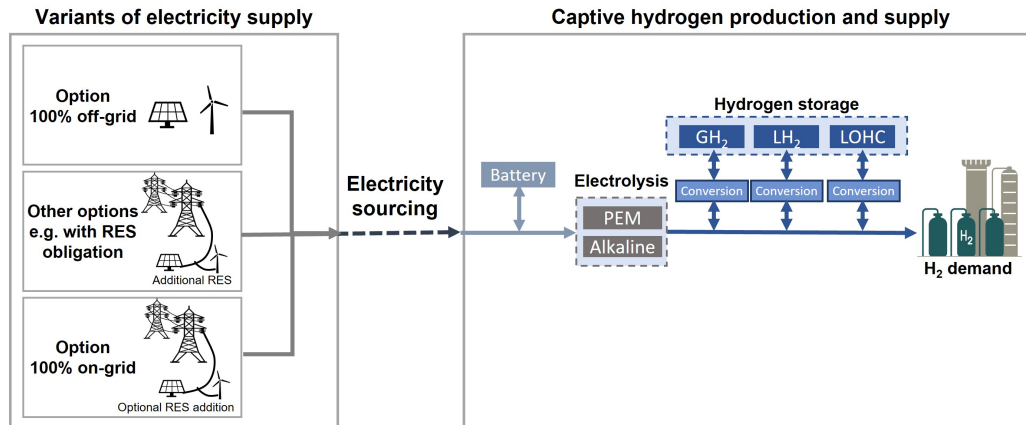 Variants of electricity supply
Option
100% off-grid
Other options
e.g. with RES
obligation
Additional RES
Option
100% on-grid
Optional RES addition
Electricity
sourcing
Captive hydrogen production and supply
Battery
Electrolysis
PEM
Alkaline
Hydrogen storage
GH₂
LH₂
LOHC
Conversion
Conversion
Conversion
H₂
H₂ demand